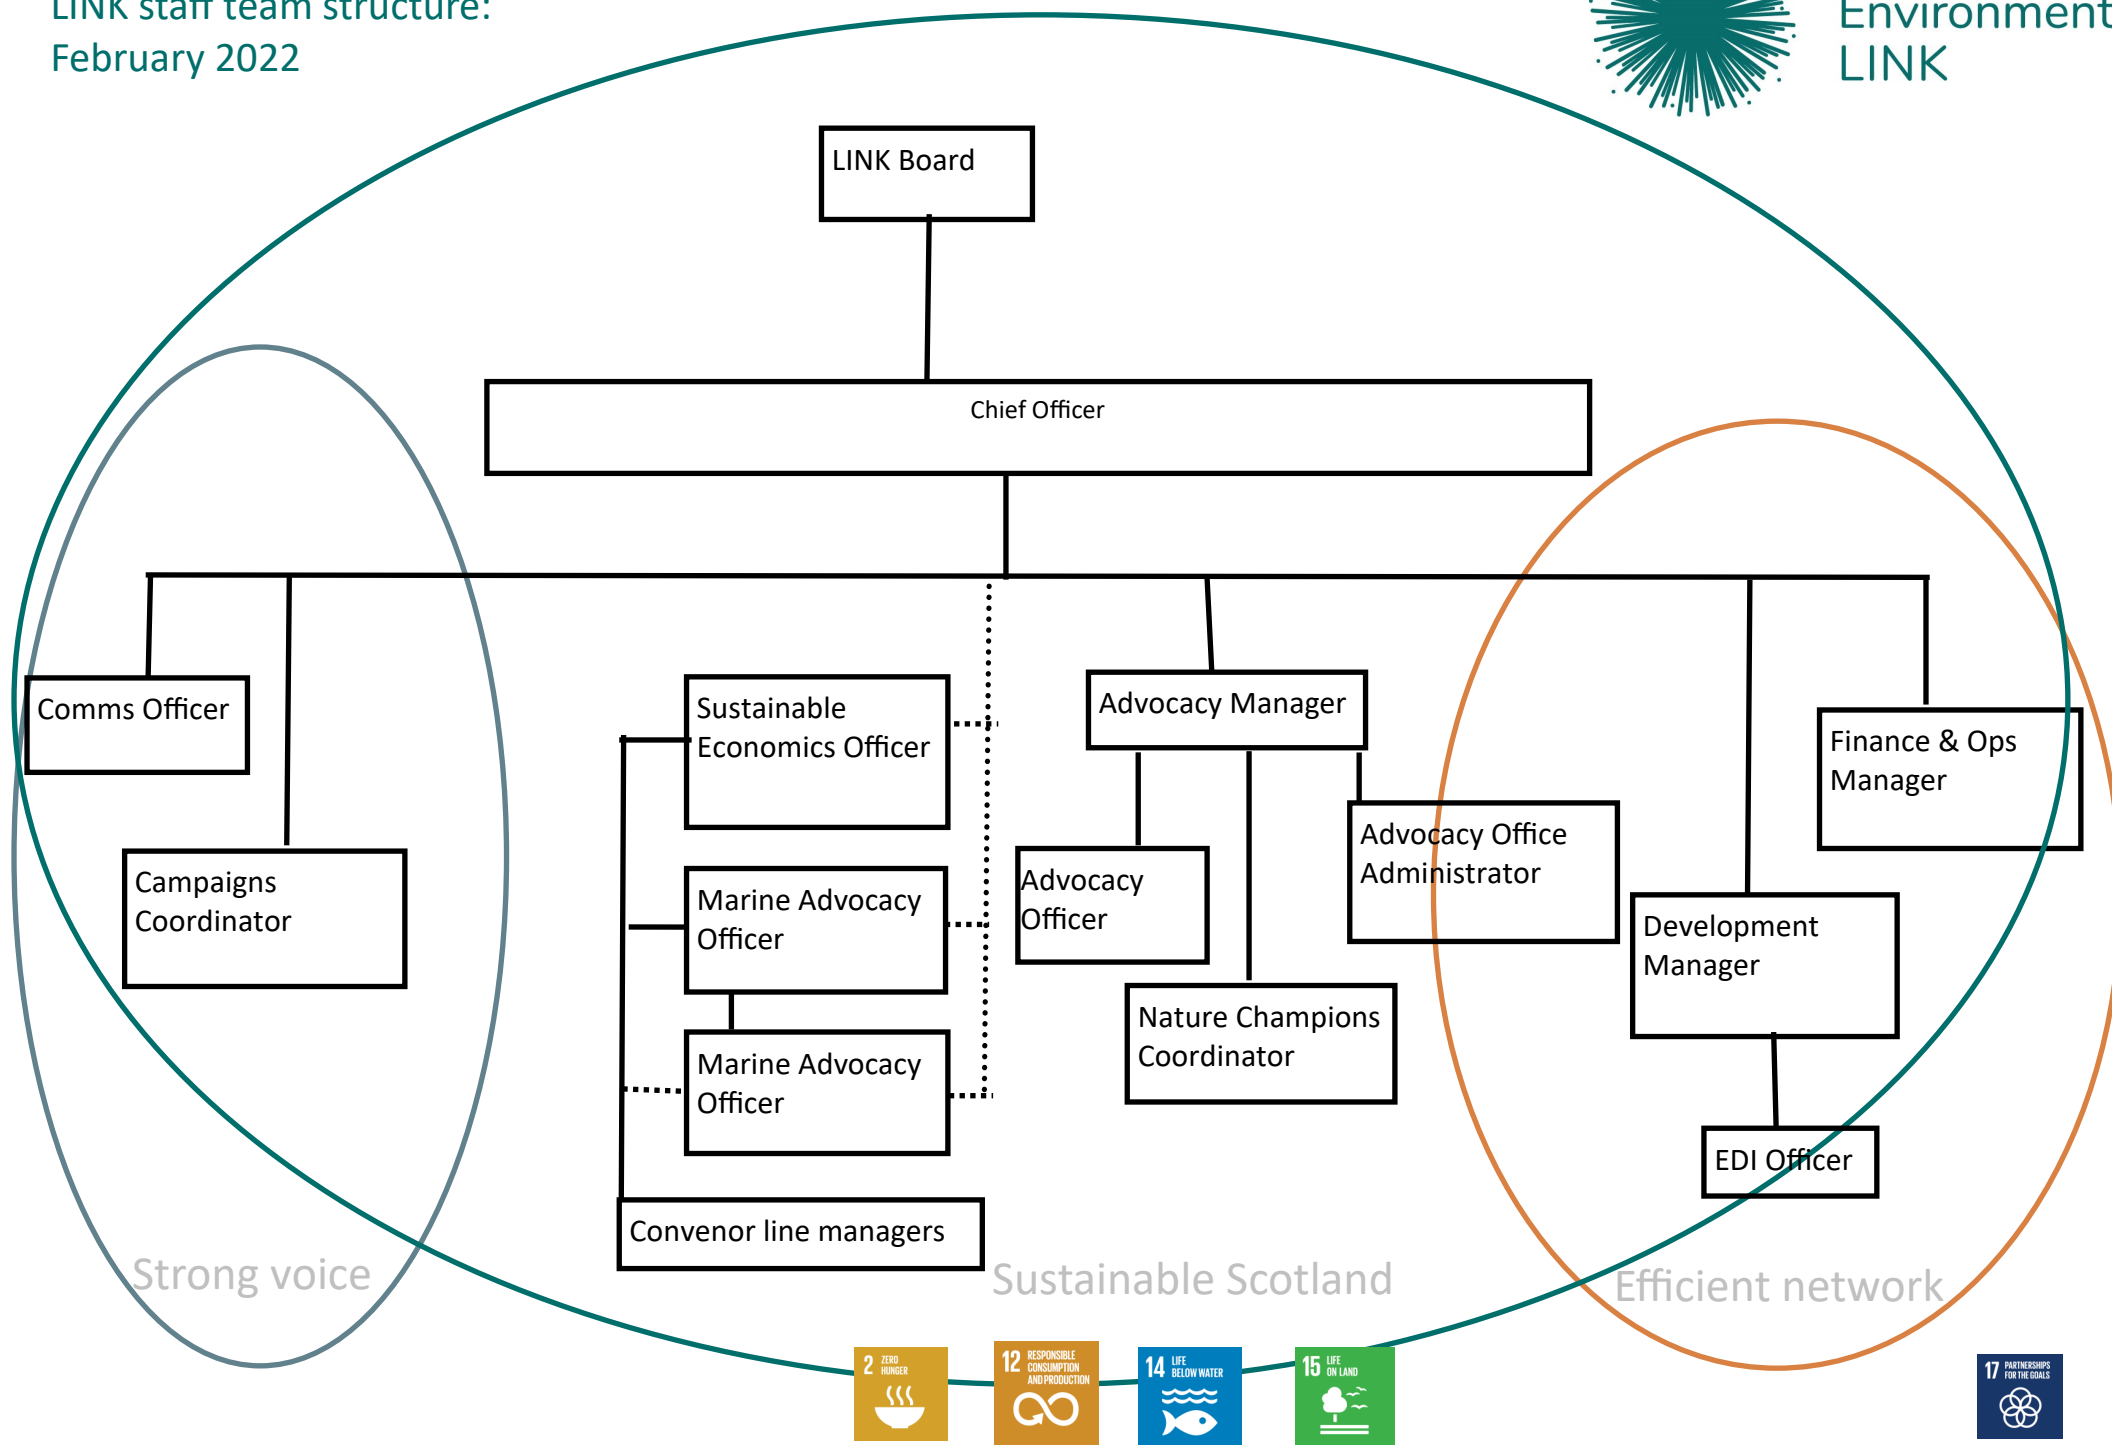 LINK staff team structure:
February 2022
Environment
LINK
LINK Board
Chief Officer
Comms Officer
Campaigns
Coordinator
Sustainable
Economics Officer
Marine Advocacy
Officer
Marine Advocacy
Officer
Convenor line managers
Advocacy Manager
Advocacy
Officer
Nature Champions
Coordinator
Advocacy Office
Administrator
Development
Manager
EDI Officer
Finance & Ops
Manager
Strong voice
Sustainable Scotland
Efficient network
2 ZERO
HUNGER
12 RESPONSIBLE
CONSUMPTION
AND PRODUCTION
14 LIFE
BELOW WATER
15 LIFE
ON LAND
17 PARTNERSHIPS
FOR THE GOALS